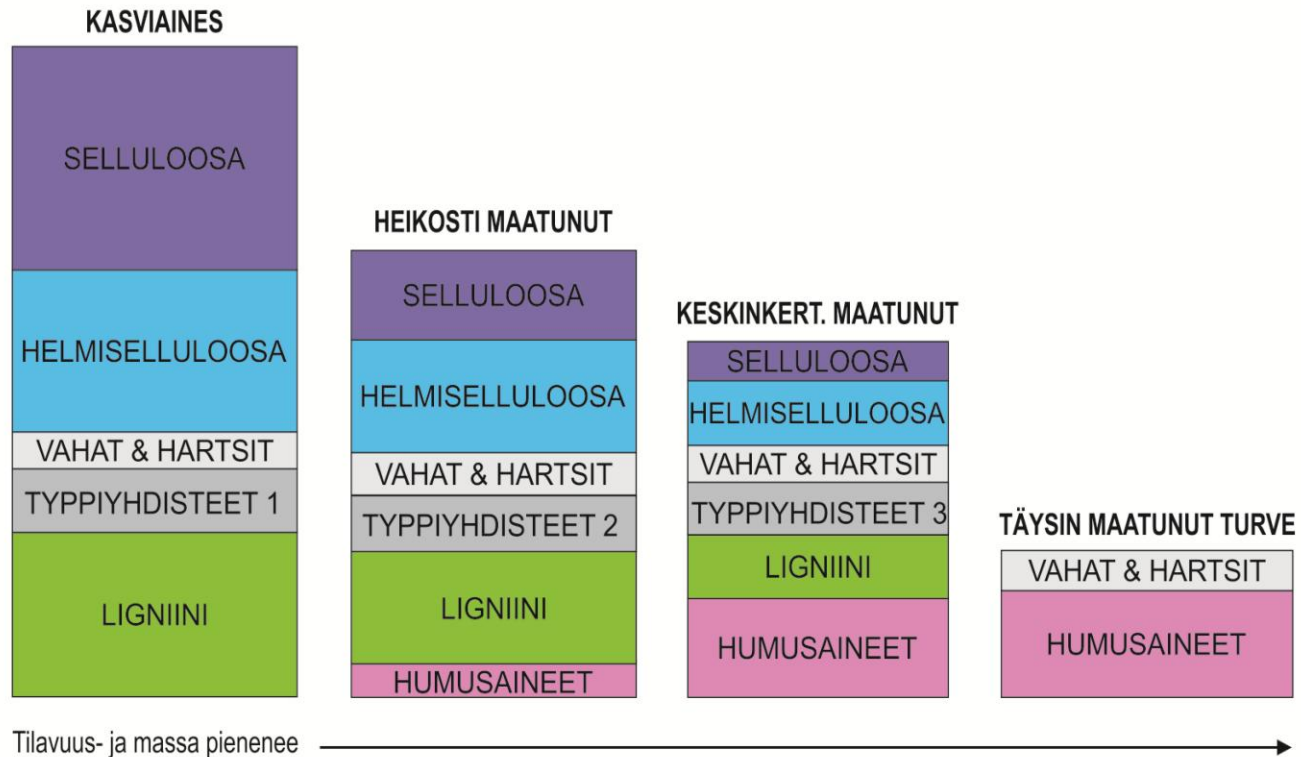 KASVIAINES
SELLULOOSA
HELMISELLULOOSA
VAHAT & HARTSIT
TYPPIYHDISTEET 1
LIGNIINI
HEIKOSTI MAATUNUT
SELLULOOSA
HELMISELLULOOSA
VAHAT & HARTSIT
TYPPIYHDISTEET 2
LIGNIINI
HUMUSAINEET
KESKINKERT. MAATUNUT
SELLULOOSA
HELMISELLULOOSA
VAHAT & HARTSIT
TYPPIYHDISTEET 3
LIGNIINI
HUMUSAINEET
TÄYSIN MAATUNUT TURVE
VAHAT & HARTSIT
HUMUSAINEET
Tilavuus- ja massa pienenee